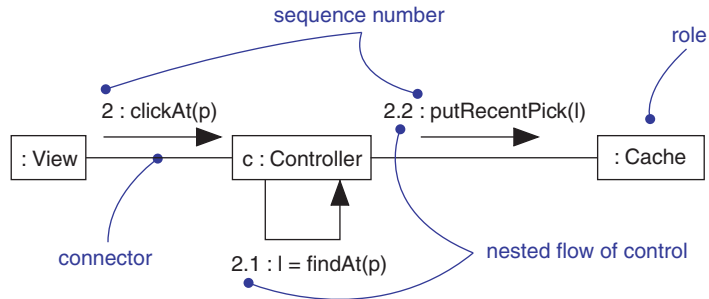 sequence number
role
2 : clickAt(p)
2.2 : putRecentPick(l)
: View
c : Controller
: Cache
connector
2.1 : l = findAt(p)
nested flow of control